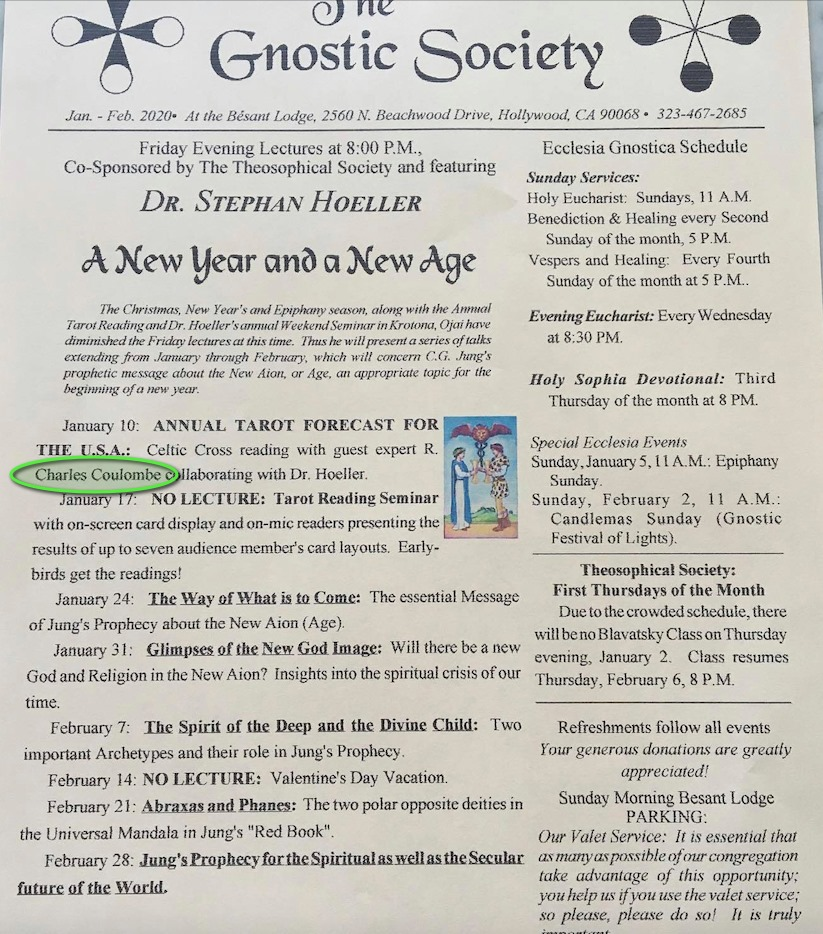 The
Gnostic Society
Jan. - Feb. 2020• At the Bésant Lodge, 2560 N. Beachwood Drive, Hollywood, CA 90068 • 323-467-2685
Friday Evening Lectures at 8:00 P.M.,
Co-Sponsored by The Theosophical Society and featuring
DR. STEPHAN HOELLER
A New Year and a New Age
The Christmas, New Year's and Epiphany season, along with the Annual
Tarot Reading and Dr. Hoeller's annual Weekend Seminar in Krotona, Ojai have
diminished the Friday lectures at this time. Thus he will present a series of talks
extending from January through February, which will concern C.G. Jung's
prophetic message about the New Aion, or Age, an appropriate topic for the
beginning of a new year.
January 10: ANNUAL TAROT FORECAST FOR
THE U.S.A.: Celtic Cross reading with guest expert R.
Charles Coulombe collaborating with Dr. Hoeller.
January 17: NO LECTURE: Tarot Reading Seminar
with on-screen card display and on-mic readers presenting the
results of up to seven audience member's card layouts. Early-
birds get the readings!
January 24: The Way of What is to Come: The essential Message
of Jung's Prophecy about the New Aion (Age).
January 31: Glimpses of the New God Image: Will there be a new
God and Religion in the New Aion? Insights into the spiritual crisis of our
time.
February 7: The Spirit of the Deep and the Divine Child: Two
important Archetypes and their role in Jung's Prophecy.
February 14: NO LECTURE: Valentine's Day Vacation.
February 21: Abraxas and Phanes: The two polar opposite deities in
the Universal Mandala in Jung's "Red Book".
February 28: Jung's Prophecy for the Spiritual as well as the Secular
future of the World.
Ecclesia Gnostica Schedule
Sunday Services:
Holy Eucharist: Sundays, 11 A.M.
Benediction & Healing every Second
Sunday of the month, 5 P.M.
Vespers and Healing: Every Fourth
Sunday of the month at 5 P.M..
Evening Eucharist: Every Wednesday
at 8:30 PM.
Holy Sophia Devotional: Third
Thursday of the month at 8 PM.
Special Ecclesia Events
Sunday, January 5, 11 A.M.: Epiphany
Sunday.
Sunday, February 2, 11 A.M.:
Candlemas Sunday (Gnostic
Festival of Lights).
Theosophical Society:
First Thursdays of the Month
Due to the crowded schedule, there
will be no Blavatsky Class on Thursday
evening, January 2. Class resumes
Thursday, February 6, 8 P.M.
Refreshments follow all events
Your generous donations are greatly
appreciated!
Sunday Morning Besant Lodge
PARKING:
Our Valet Service: It is essential that
as many as possible of our congregation
take advantage of this opportunity;
you help us if you use the valet service;
so please, please do so! It is truly
important